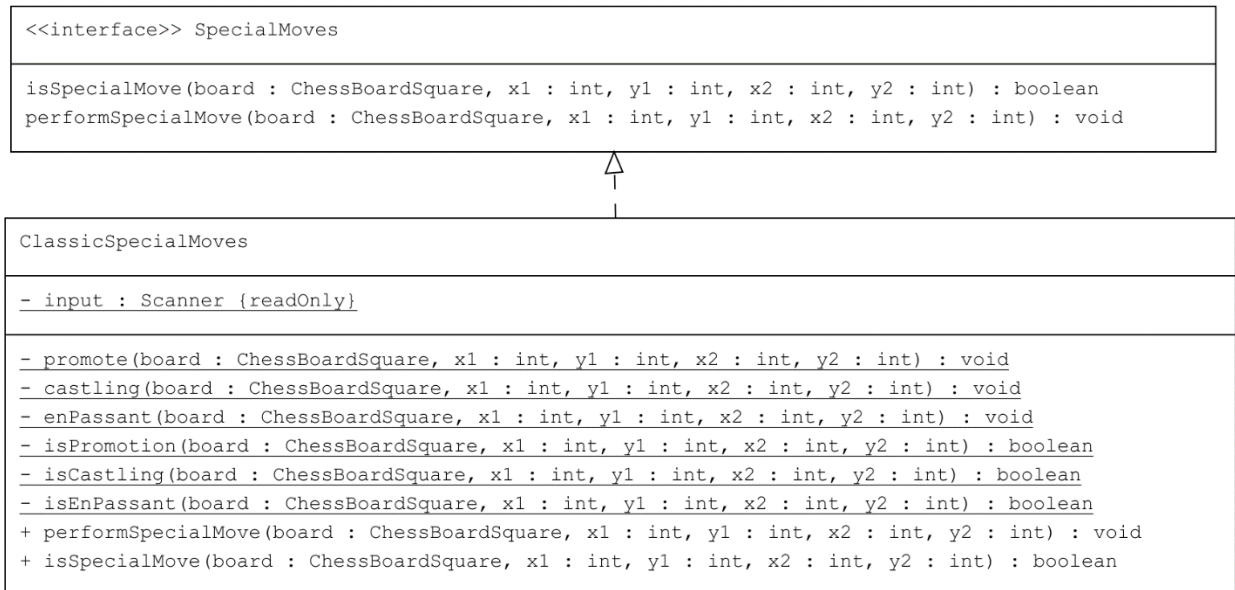 <<interface>> SpecialMoves
isSpecialMove(board : ChessBoardSquare, x1 : int, y1 : int, x2 : int, y2 : int) : boolean
performSpecialMove(board : ChessBoardSquare, x1 : int, y1 : int, x2 : int, y2 : int) : void
ClassicSpecialMoves
- input : Scanner {readOnly}
- promote(board : ChessBoardSquare, x1 : int, y1 : int, x2 : int, y2 : int) : void
- castling(board : ChessBoardSquare, x1 : int, y1 : int, x2 : int, y2 : int) : void
- enPassant(board : ChessBoardSquare, x1 : int, y1 : int, x2 : int, y2 : int) : void
- isPromotion(board : ChessBoardSquare, x1 : int, y1 : int, x2 : int, y2 : int) : boolean
- isCastling(board : ChessBoardSquare, x1 : int, y1 : int, x2 : int, y2 : int) : boolean
- isEnPassant(board : ChessBoardSquare, x1 : int, y1 : int, x2 : int, y2 : int) : boolean
+ performSpecialMove(board : ChessBoardSquare, x1 : int, y1 : int, x2 : int, y2 : int) : void
+ isSpecialMove(board : ChessBoardSquare, x1 : int, y1 : int, x2 : int, y2 : int) : boolean